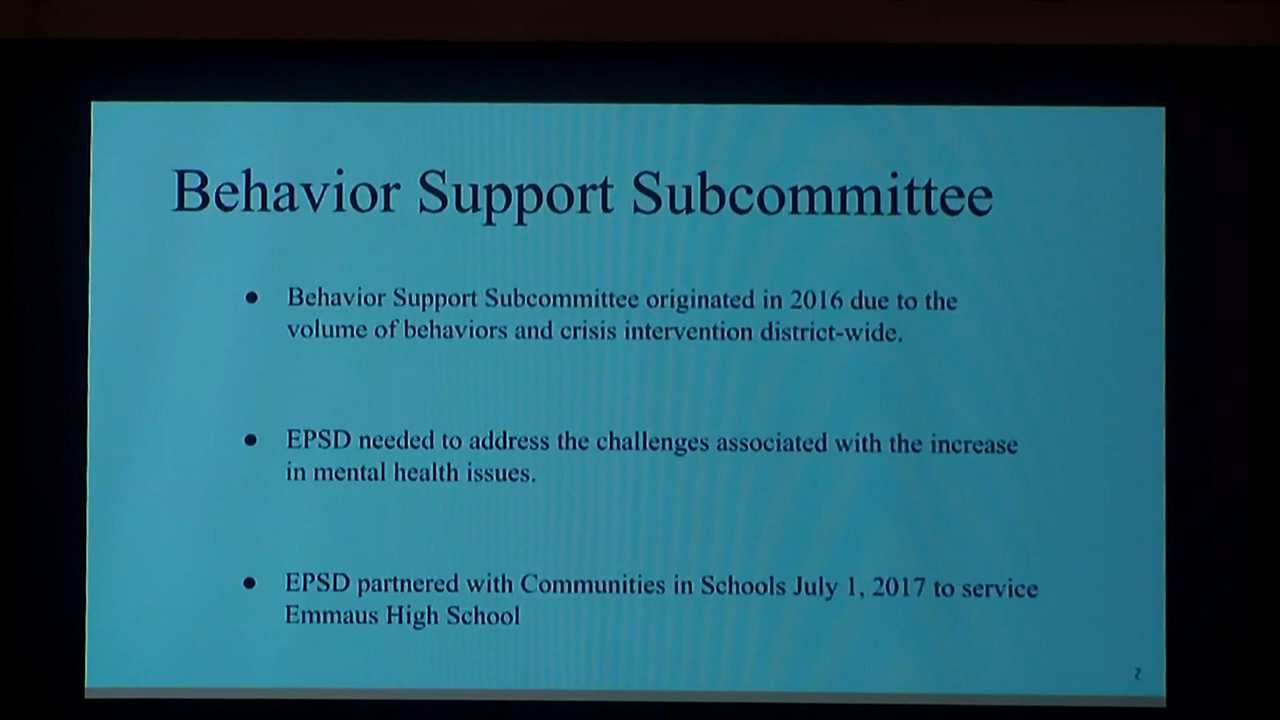 Behavior Support Subcommittee
● Behavior Support Subcommittee originated in 2016 due to the
volume of behaviors and crisis intervention district-wide.
● EPSD needed to address the challenges associated with the increase
in mental health issues.
● EPSD partnered with Communities in Schools July 1, 2017 to service
Emmaus High School
2